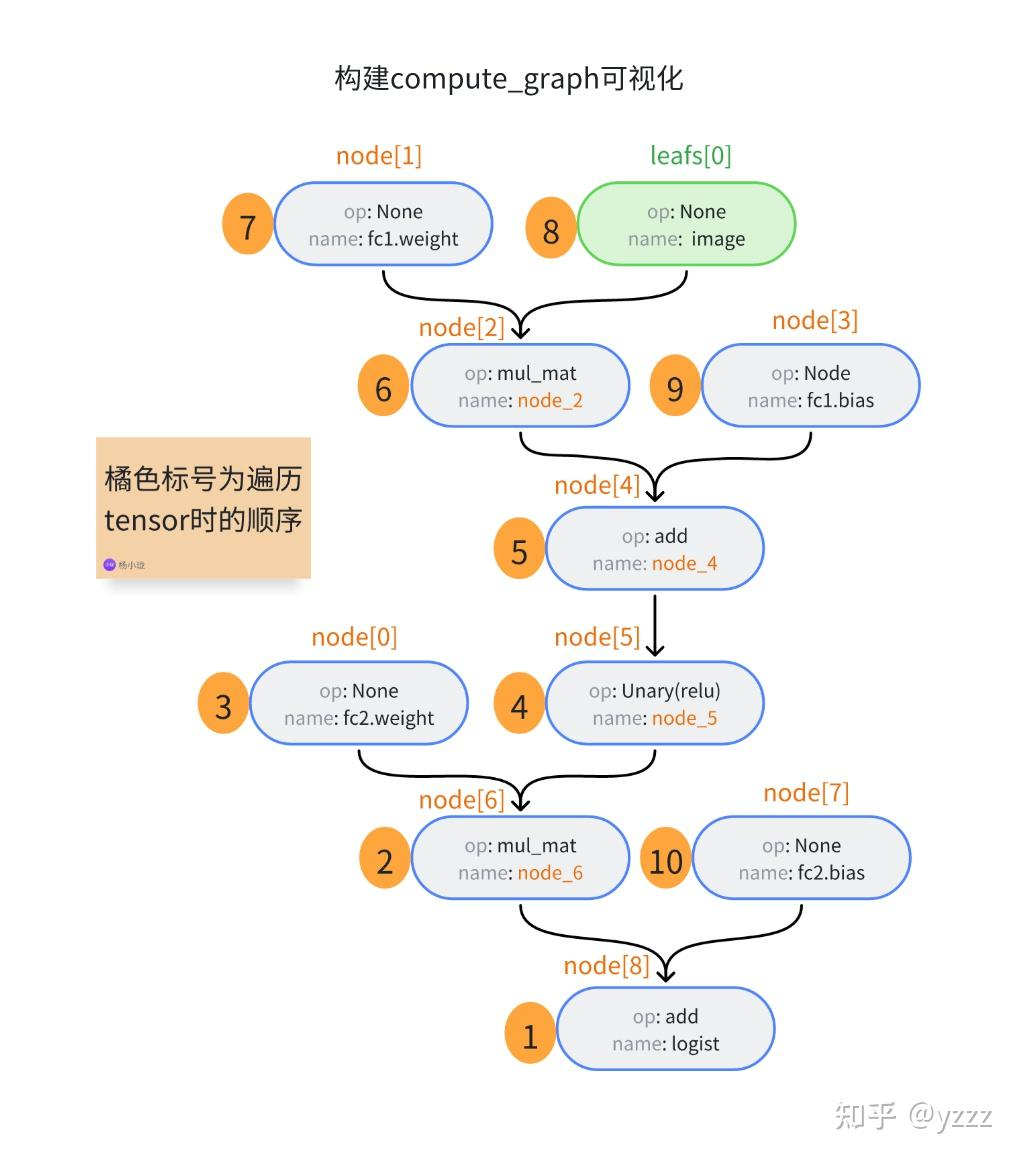 构建compute_graph可视化
node[1]
leafs[0]
7
op: None
name: fc1.weight
8
op: None
name: image
node[2]
node[3]
6
op: mul_mat
name: node_2
9
op: Node
name: fc1.bias
橘色标号为遍历
tensor时的顺序
杨小珑
node[4]
5
op: add
name: node_4
node[0]
node[5]
3
op: None
name: fc2.weight
4
op: Unary(relu)
name: node_5
node[6]
node[7]
2
op: mul_mat
name: node_6
10
op: None
name: fc2.bias
node[8]
1
op: add
name: logist
知乎 @yzzz